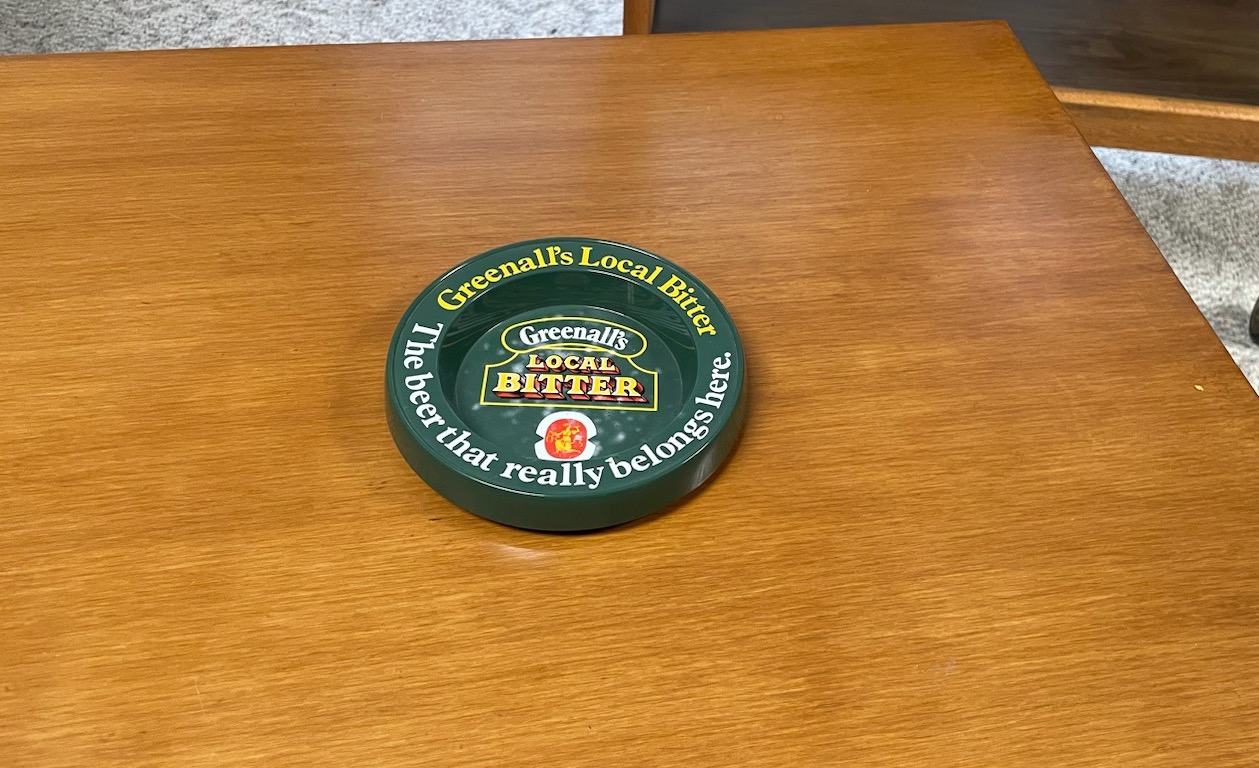 Greenall's Local Bitter
Greenall's
LOCAL
BITTER
The beer that really belongs here.